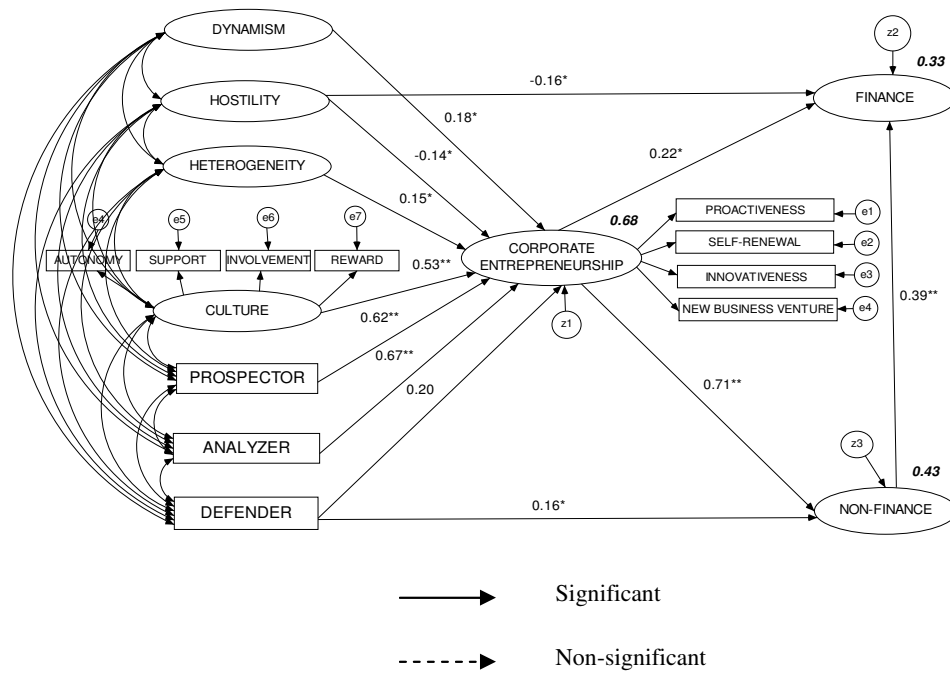 DYNAMISM
z2
0.33
-0.16*
FINANCE
HOSTILITY
0.18*
-0.14*
0.22*
HETEROGENEITY
0.15*
0.68
PROACTIVENESS
e1
e4
e5
e6
e7
CORPORATE
ENTREPRENEURSHIP
SELF-RENEWAL
e2
AUTONOMY
SUPPORT
INVOLVEMENT
REWARD
0.53**
INNOVATIVENESS
e3
0.39**
CULTURE
0.62**
z1
NEW BUSINESS VENTURE
e4
0.67**
PROSPECTOR
0.20
0.71**
ANALYZER
z3
0.43
DEFENDER
0.16*
NON-FINANCE
Significant
Non-significant